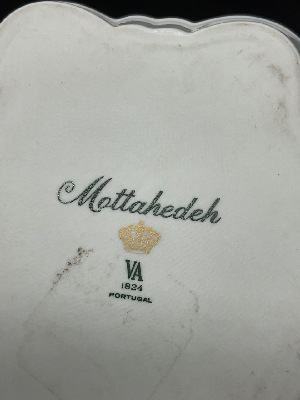 Mottahedeh
VA
1824
PORTUGAL